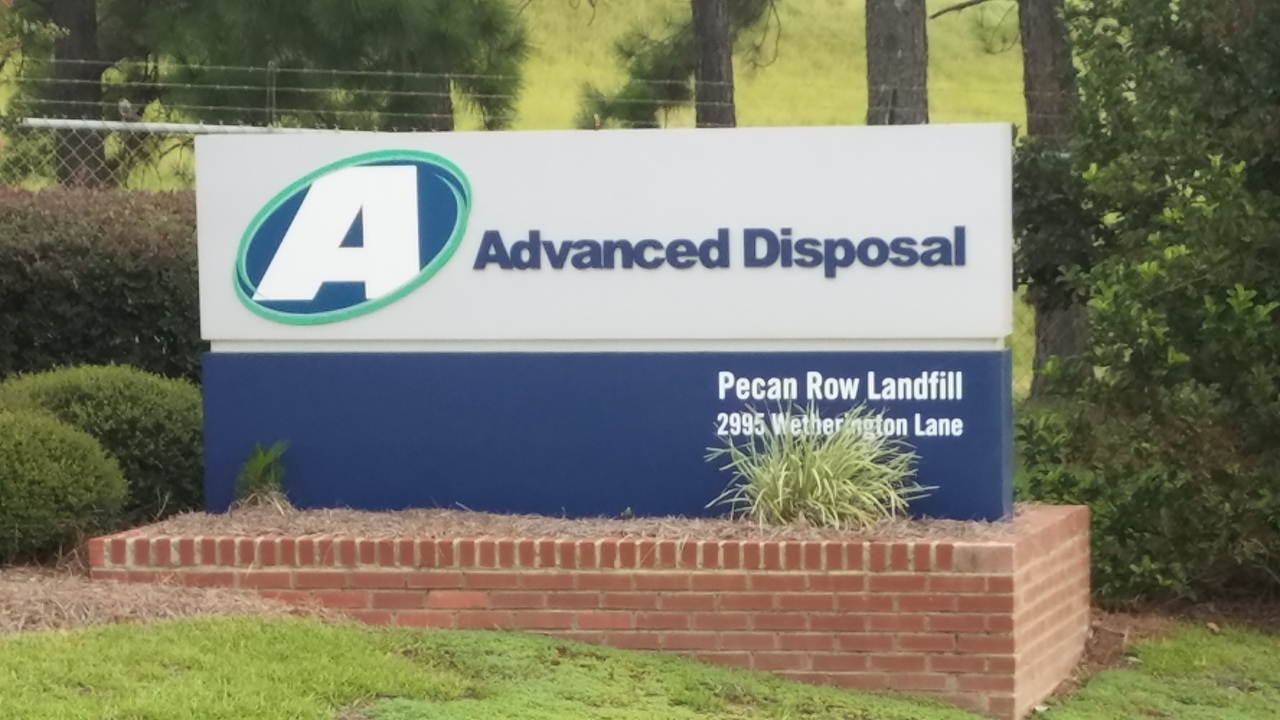 A
Advanced Disposal
Pecan Row Landfill
2995 Wetherington Lane